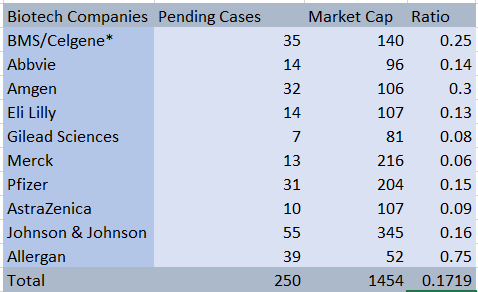 Biotech Companies Pending Cases Market Cap Ratio
BMS/Celgene* 35 140 0.25
Abbvie 14 96 0.14
Amgen 32 106 0.3
Eli Lilly 14 107 0.13
Gilead Sciences 7 81 0.08
Merck 13 216 0.06
Pfizer 31 204 0.15
AstraZenica 10 107 0.09
Johnson & Johnson 55 345 0.16
Allergan 39 52 0.75
Total 250 1454 0.1719